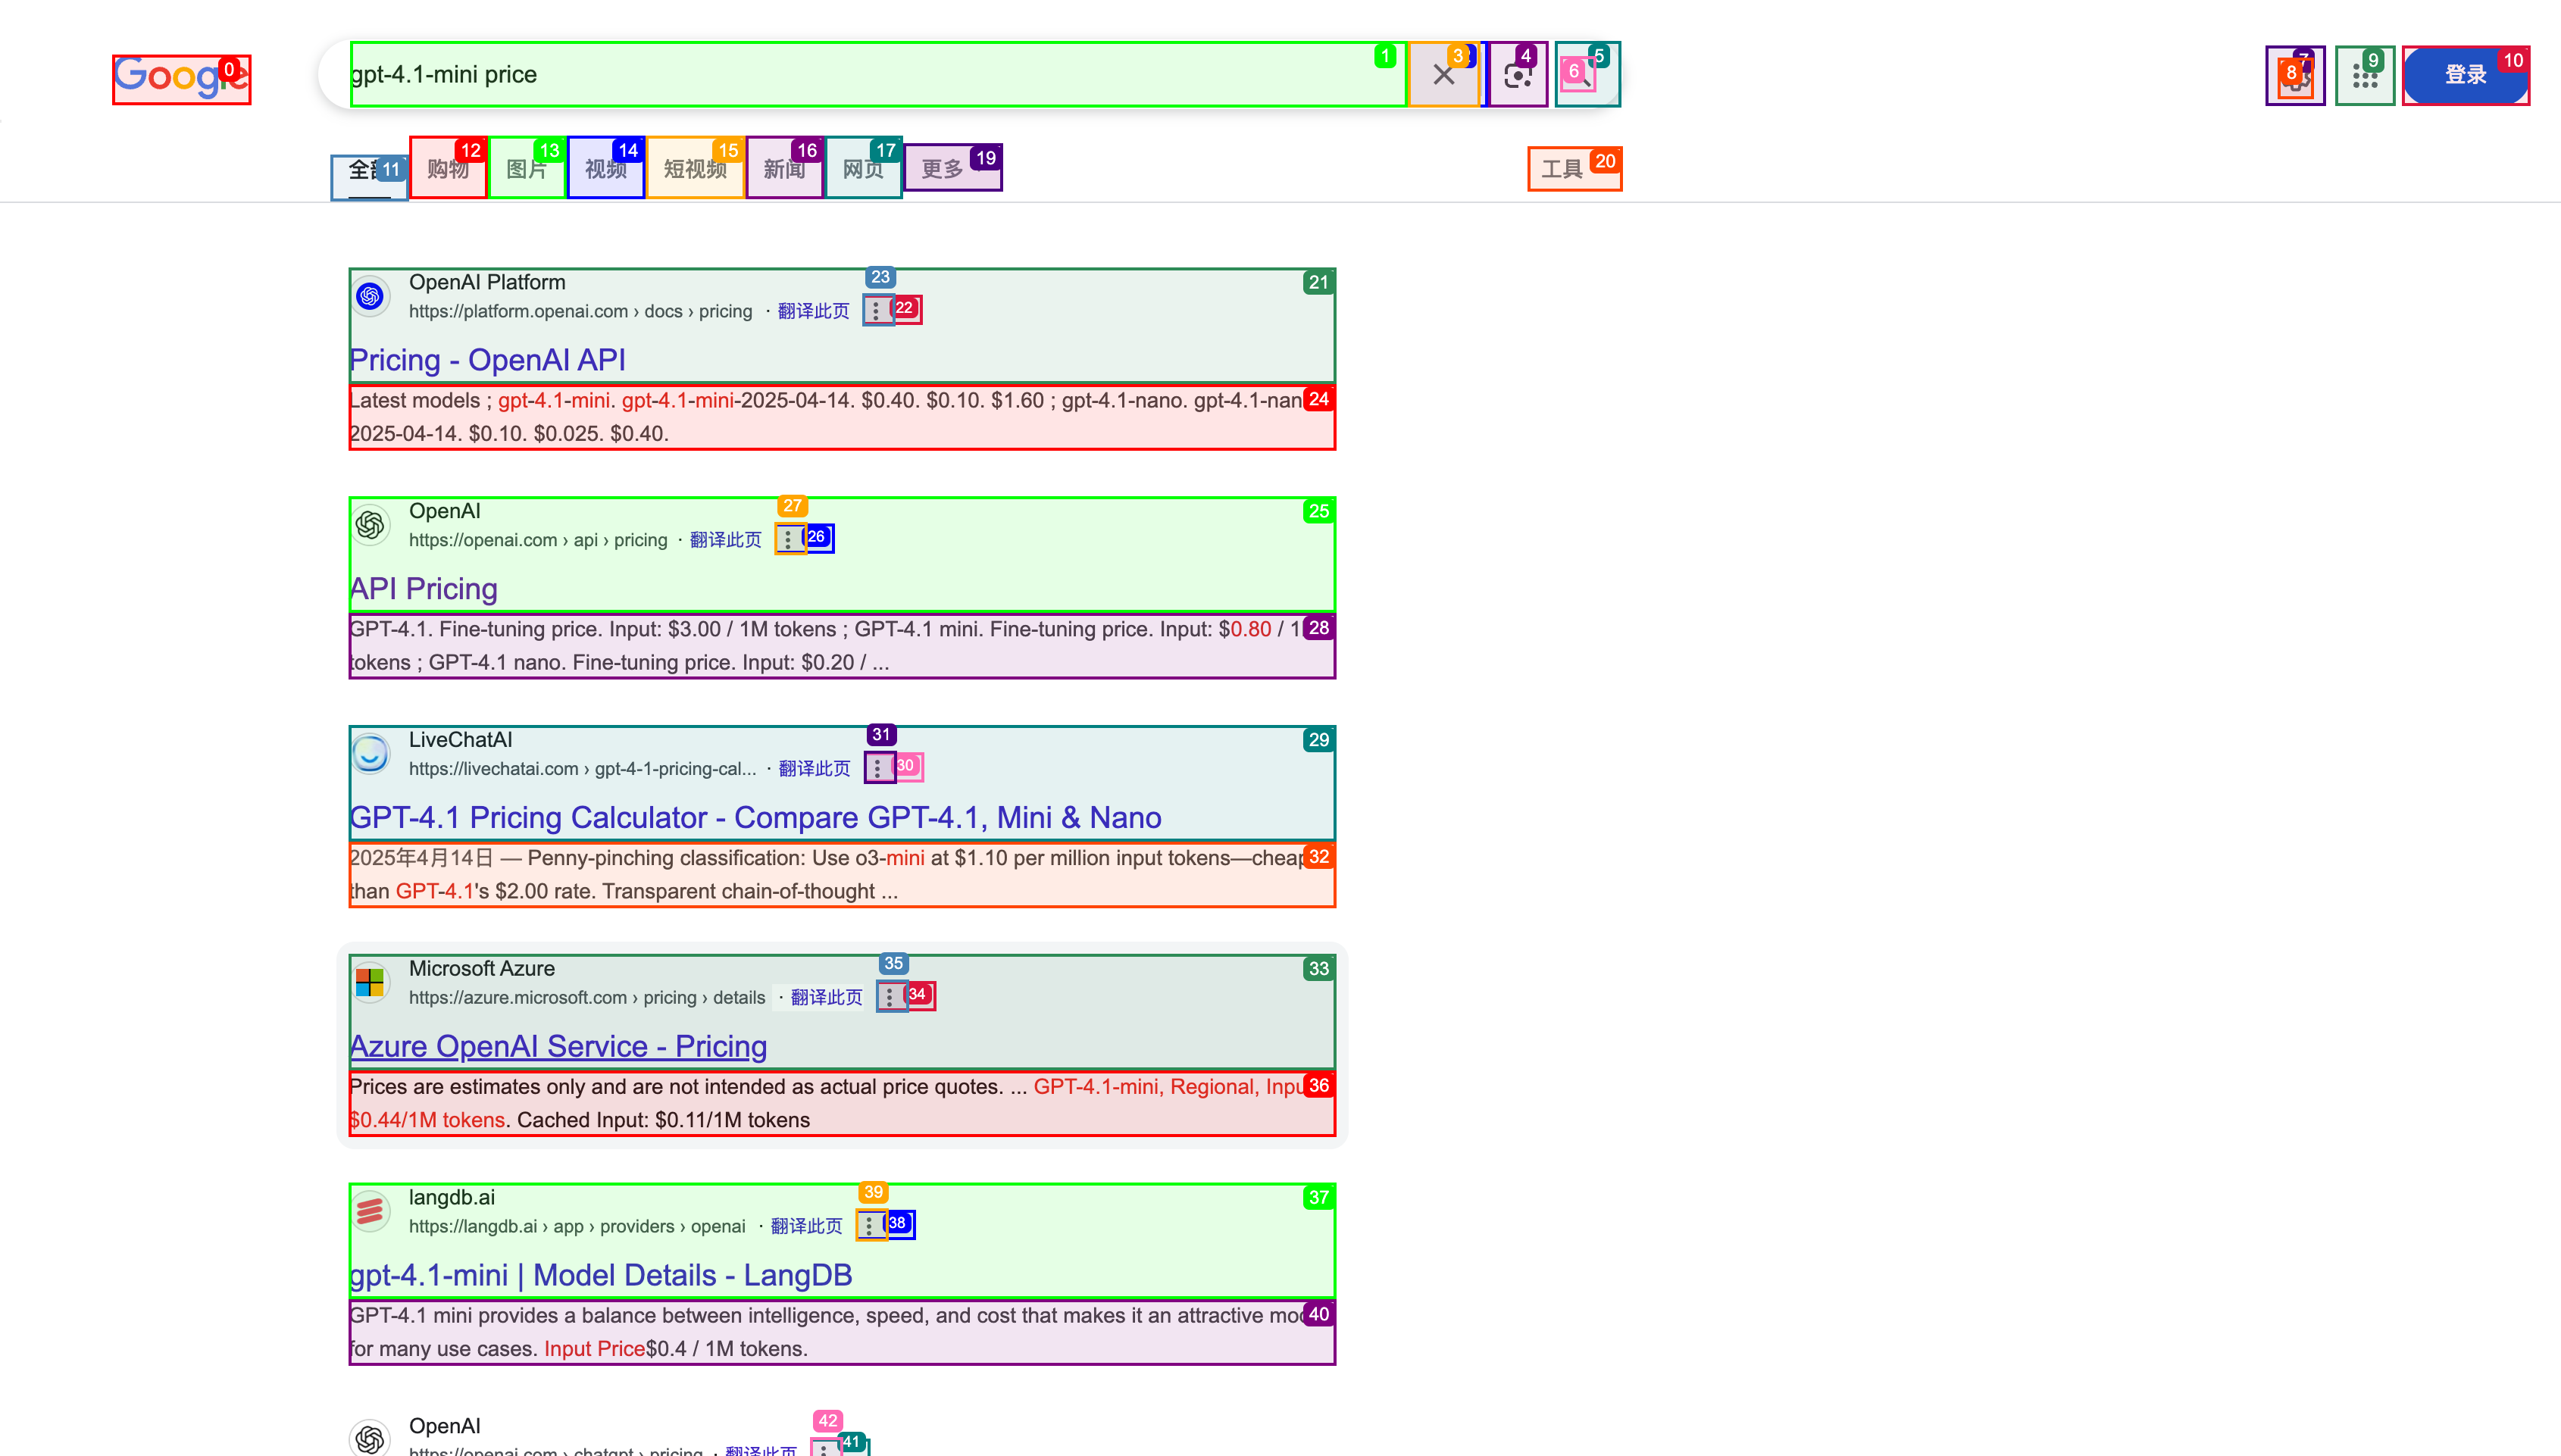 Google 0
gpt-4.1-mini price 1 3 4 5 6
7 8 9 登录 10
全部 11 购物 12 图片 13 视频 14 短视频 15 新闻 16 网页 17 更多 19 工具 20
OpenAI Platform 23 21
https://platform.openai.com › docs › pricing · 翻译此页 22
Pricing - OpenAI API
Latest models ; gpt-4.1-mini. gpt-4.1-mini-2025-04-14. $0.40. $0.10. $1.60 ; gpt-4.1-nano. gpt-4.1-nan 24
2025-04-14. $0.10. $0.025. $0.40.
OpenAI 27 25
https://openai.com › api › pricing · 翻译此页 26
API Pricing
GPT-4.1. Fine-tuning price. Input: $3.00 / 1M tokens ; GPT-4.1 mini. Fine-tuning price. Input: $0.80 / 1 28
tokens ; GPT-4.1 nano. Fine-tuning price. Input: $0.20 / ...
LiveChatAI 31 29
https://livechatai.com › gpt-4-1-pricing-cal... · 翻译此页 30
GPT-4.1 Pricing Calculator - Compare GPT-4.1, Mini & Nano
2025年4月14日 — Penny-pinching classification: Use o3-mini at $1.10 per million input tokens—cheap 32
than GPT-4.1's $2.00 rate. Transparent chain-of-thought ...
Microsoft Azure 35 33
https://azure.microsoft.com › pricing › details · 翻译此页 34
Azure OpenAI Service - Pricing
Prices are estimates only and are not intended as actual price quotes. ... GPT-4.1-mini, Regional, Inpu 36
$0.44/1M tokens. Cached Input: $0.11/1M tokens
langdb.ai 39 37
https://langdb.ai › app › providers › openai · 翻译此页 38
gpt-4.1-mini | Model Details - LangDB
GPT-4.1 mini provides a balance between intelligence, speed, and cost that makes it an attractive mo 40
for many use cases. Input Price$0.4 / 1M tokens.
OpenAI 42
https://openai.com › chatgpt › pricing · 翻译此页 41